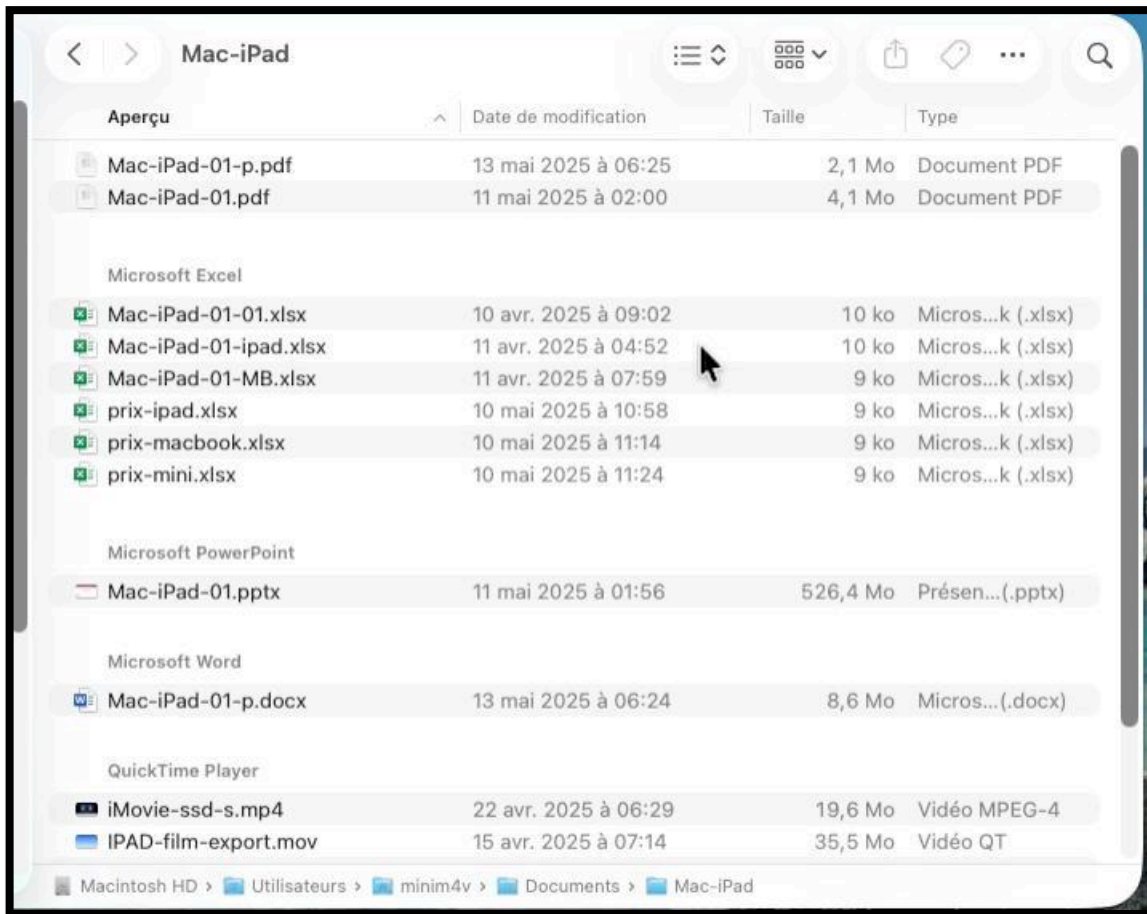 Mac-iPad
Aperçu Date de modification Taille Type
Mac-iPad-01-p.pdf 13 mai 2025 à 06:25 2,1 Mo Document PDF
Mac-iPad-01.pdf 11 mai 2025 à 02:00 4,1 Mo Document PDF
Microsoft Excel
Mac-iPad-01-01.xlsx 10 avr. 2025 à 09:02 10 ko Micros...k (.xlsx)
Mac-iPad-01-ipad.xlsx 11 avr. 2025 à 04:52 10 ko Micros...k (.xlsx)
Mac-iPad-01-MB.xlsx 11 avr. 2025 à 07:59 9 ko Micros...k (.xlsx)
prix-ipad.xlsx 10 mai 2025 à 10:58 9 ko Micros...k (.xlsx)
prix-macbook.xlsx 10 mai 2025 à 11:14 9 ko Micros...k (.xlsx)
prix-mini.xlsx 10 mai 2025 à 11:24 9 ko Micros...k (.xlsx)
Microsoft PowerPoint
Mac-iPad-01.pptx 11 mai 2025 à 01:56 526,4 Mo Présen...(.pptx)
Microsoft Word
Mac-iPad-01-p.docx 13 mai 2025 à 06:24 8,6 Mo Micros...(.docx)
QuickTime Player
iMovie-ssd-s.mp4 22 avr. 2025 à 06:29 19,6 Mo Vidéo MPEG-4
IPAD-film-export.mov 15 avr. 2025 à 07:14 35,5 Mo Vidéo QT
Macintosh HD › Utilisateurs › minim4v › Documents › Mac-iPad